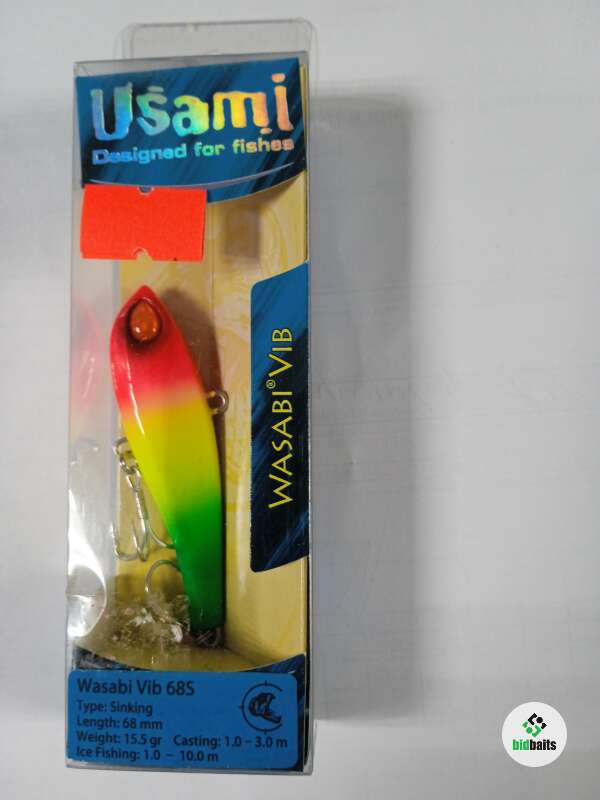 Usami
Designed for fishes
WASABI® VIB
Wasabi Vib 68S
Type: Sinking
Length: 68 mm
Weight: 15.5 gr Casting: 1.0 – 3.0 m
Ice Fishing: 1.0 – 10.0 m
bidbaits